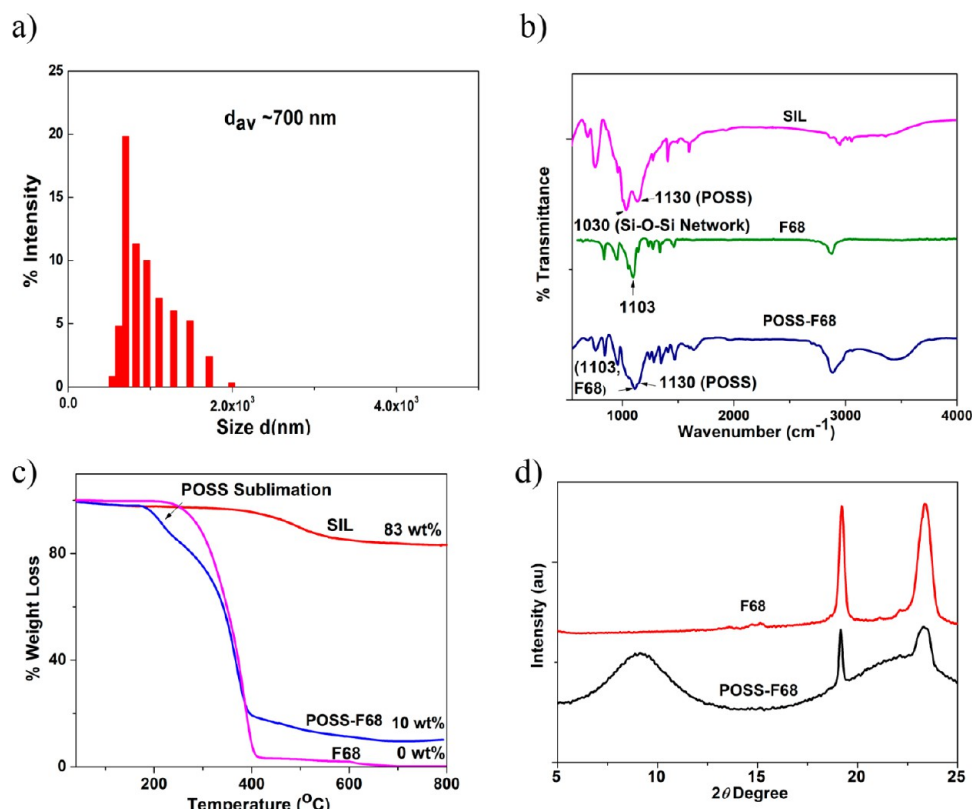 a)
25
20
15
10
5
0
% Intensity
d_av ~700 nm
0.0
2.0x10³
4.0x10³
Size d(nm)
b)
SIL
1130 (POSS)
1030 (Si-O-Si Network)
F68
1103
POSS-F68
(1103,
F68)
1130 (POSS)
% Transmittance
1000
2000
3000
4000
Wavenumber (cm⁻¹)
c)
POSS Sublimation
SIL
83 wt%
80
40
0
% Weight Loss
POSS-F68
10 wt%
F68
0 wt%
200
400
600
800
Temperature (⁰C)
d)
Intensity (au)
F68
POSS-F68
5
10
15
20
25
2θ Degree